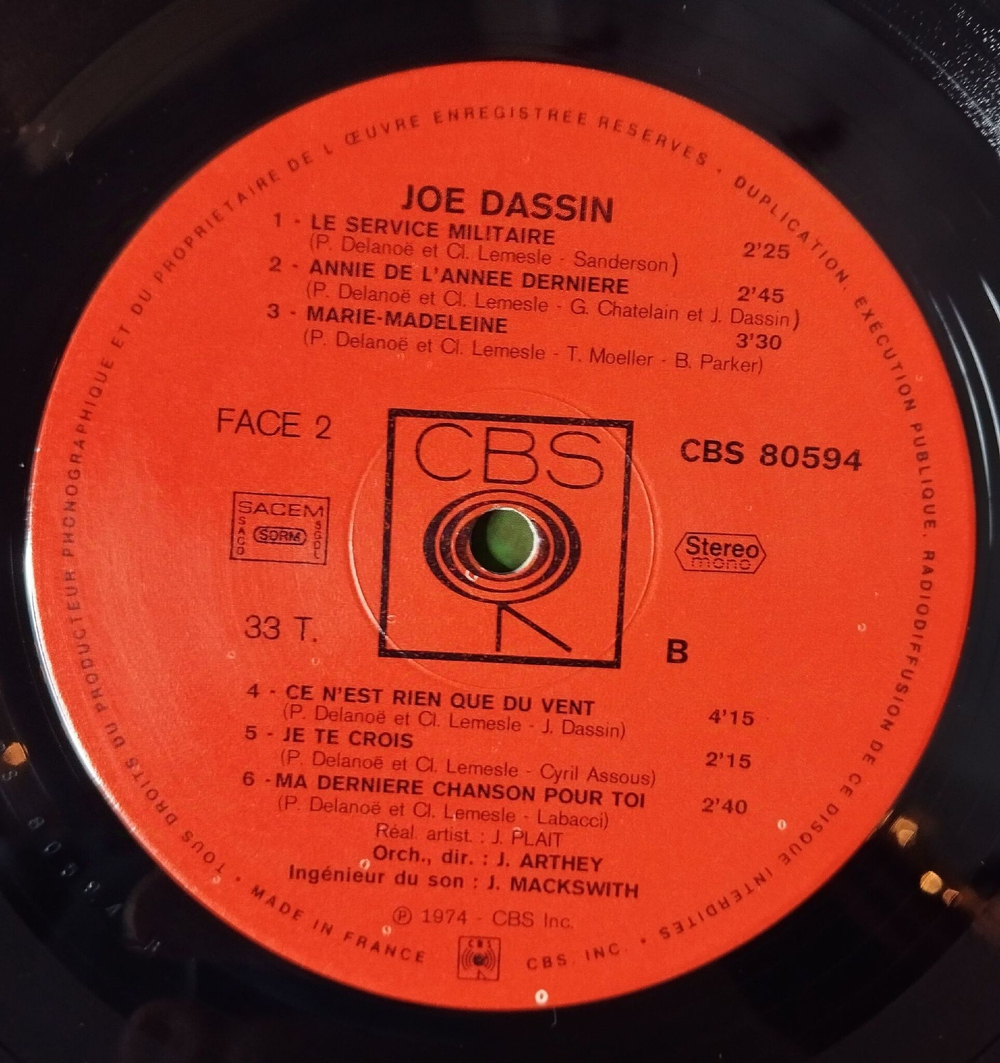 JOE DASSIN
1 - LE SERVICE MILITAIRE 2'25
(P. Delanoë et Cl. Lemesle - Sanderson)
2 - ANNIE DE L'ANNEE DERNIERE 2'45
(P. Delanoë et Cl. Lemesle - G. Chatelain et J. Dassin)
3 - MARIE-MADELEINE 3'30
(P. Delanoë et Cl. Lemesle - T. Moeller - B. Parker)
FACE 2
CBS
CBS 80594
SACEM
SACD
SDRM
SGDL
Stereo
mono
33 T.
B
4 - CE N'EST RIEN QUE DU VENT 4'15
(P. Delanoë et Cl. Lemesle - J. Dassin)
5 - JE TE CROIS 2'15
(P. Delanoë et Cl. Lemesle - Cyril Assous)
6 - MA DERNIERE CHANSON POUR TOI 2'40
(P. Delanoë et Cl. Lemesle - Labacci)
Réal. artist. : J. PLAIT
Orch., dir. : J. ARTHEY
Ingénieur du son : J. MACKSWITH
℗ 1974 - CBS Inc.
CBS
TOUS DROITS DU PRODUCTEUR PHONOGRAPHIQUE ET DU PROPRIETAIRE DE L ŒUVRE ENREGISTREE RESERVES • DUPLICATION, EXÉCUTION PUBLIQUE, RADIODIFFUSION DE CE DISQUE INTERDITES • CBS. INC. • MADE IN FRANCE